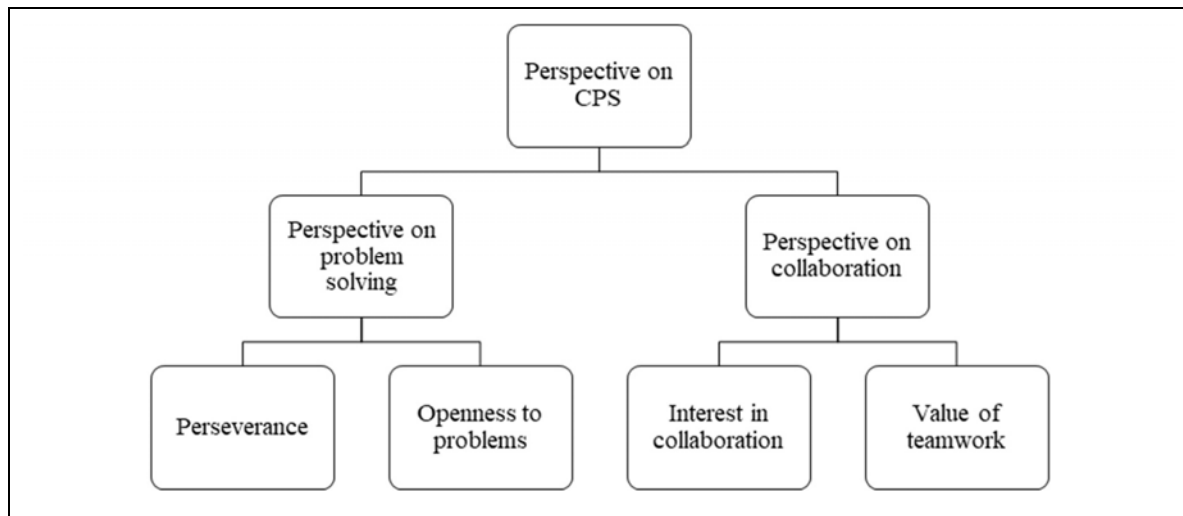 Perspective on
CPS
Perspective on
problem
solving
Perspective on
collaboration
Perseverance
Openness to
problems
Interest in
collaboration
Value of
teamwork